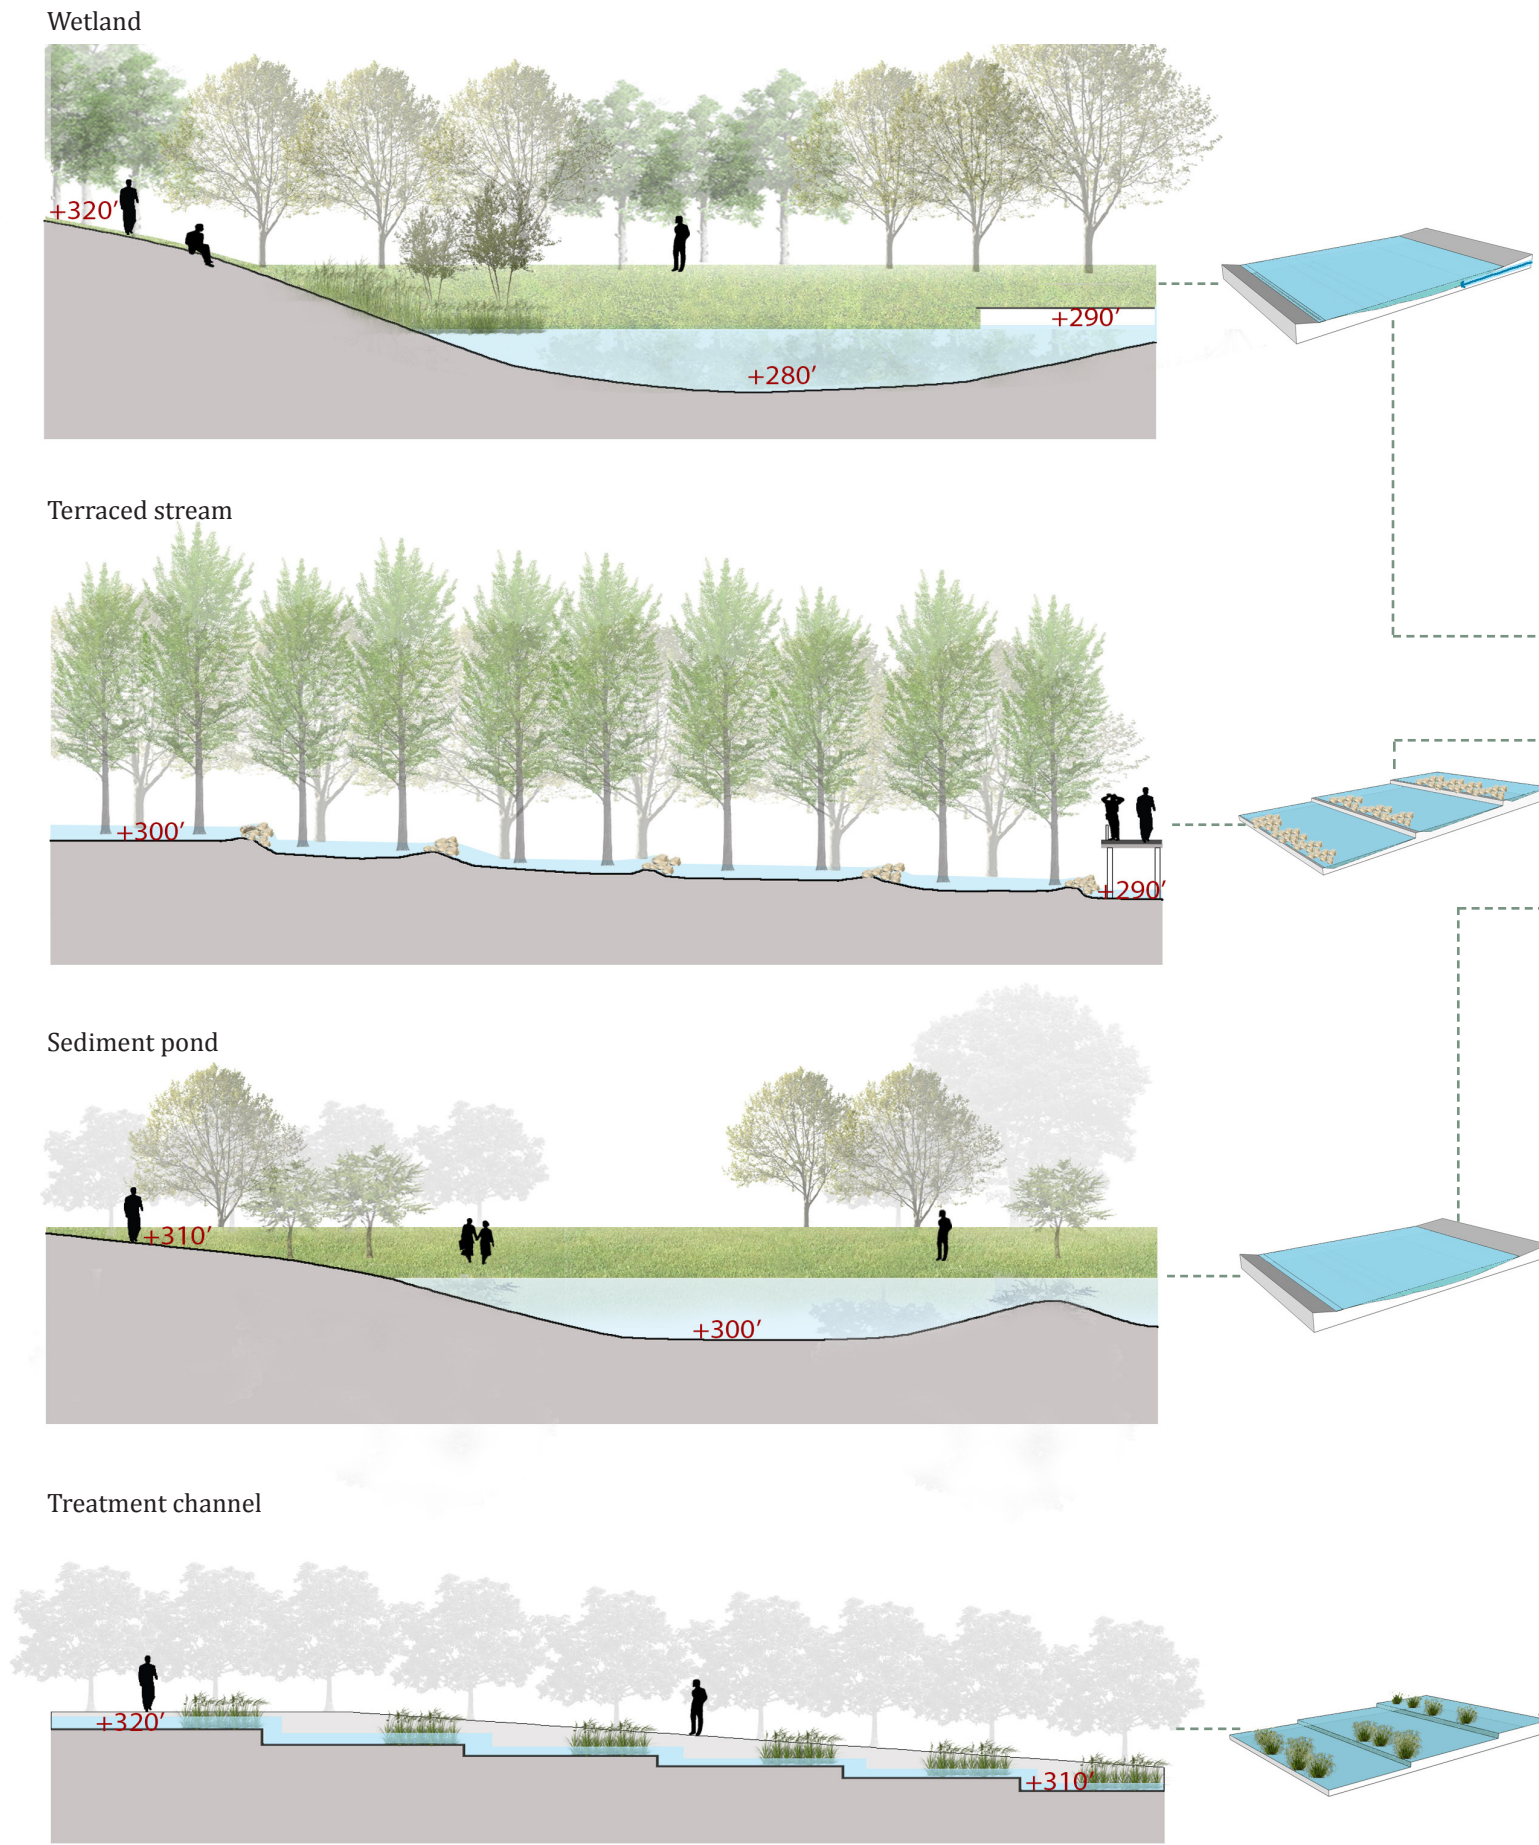 Wetland
+320′
+290′
+280′
Terraced stream
+300′
+290′
Sediment pond
+310′
+300′
Treatment channel
+320′
+310′